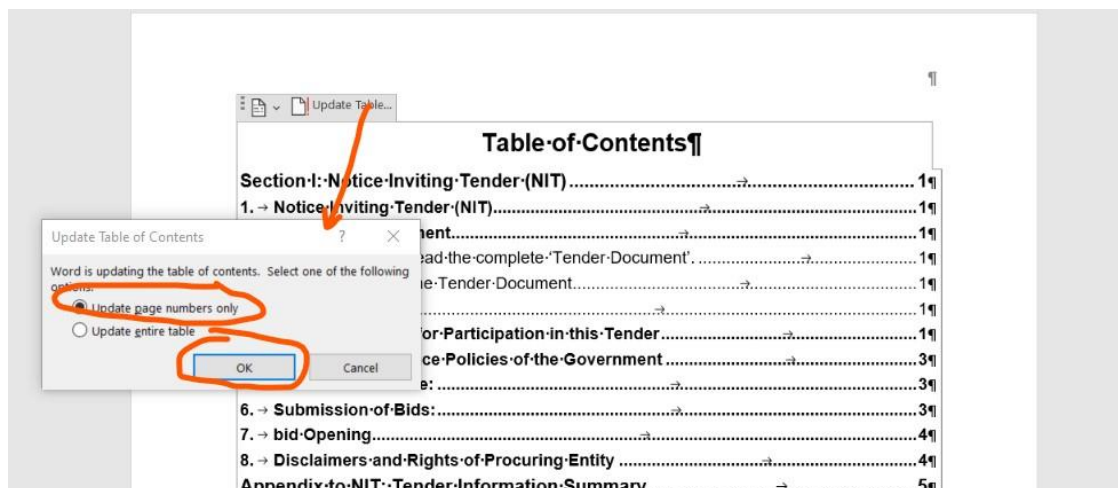 Update Table...
Table of Contents
Section I: Notice Inviting Tender (NIT) 1
1. Notice Inviting Tender (NIT) 1
ent 1
ead the complete ‘Tender Document’. 1
e Tender Document 1
1
or Participation in this Tender 1
ce Policies of the Government 3
e: 3
6. Submission of Bids: 3
7. bid Opening 4
8. Disclaimers and Rights of Procuring Entity 4
Appendix to NIT: Tender Information Summary 5
Update Table of Contents ? ×
Word is updating the table of contents. Select one of the following
options:
Update page numbers only
Update entire table
OK Cancel